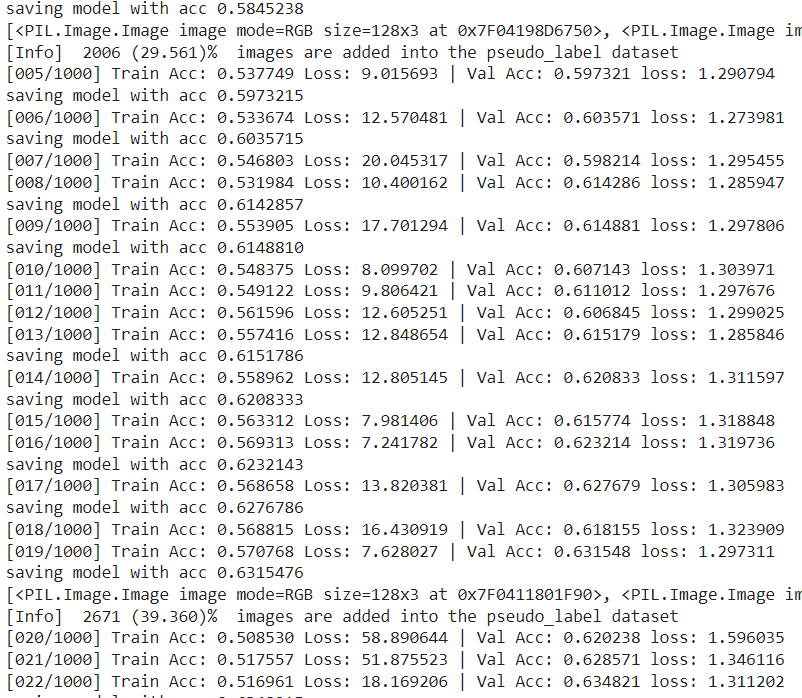 saving model with acc 0.5845238
[<PIL.Image.Image image mode=RGB size=128x3 at 0x7F04198D6750>, <PIL.Image.Image im
[Info]  2006 (29.561)%  images are added into the pseudo_label dataset
[005/1000] Train Acc: 0.537749 Loss: 9.015693 | Val Acc: 0.597321 loss: 1.290794
saving model with acc 0.5973215
[006/1000] Train Acc: 0.533674 Loss: 12.570481 | Val Acc: 0.603571 loss: 1.273981
saving model with acc 0.6035715
[007/1000] Train Acc: 0.546803 Loss: 20.045317 | Val Acc: 0.598214 loss: 1.295455
[008/1000] Train Acc: 0.531984 Loss: 10.400162 | Val Acc: 0.614286 loss: 1.285947
saving model with acc 0.6142857
[009/1000] Train Acc: 0.553905 Loss: 17.701294 | Val Acc: 0.614881 loss: 1.297806
saving model with acc 0.6148810
[010/1000] Train Acc: 0.548375 Loss: 8.099702 | Val Acc: 0.607143 loss: 1.303971
[011/1000] Train Acc: 0.549122 Loss: 9.806421 | Val Acc: 0.611012 loss: 1.297676
[012/1000] Train Acc: 0.561596 Loss: 12.605251 | Val Acc: 0.606845 loss: 1.299025
[013/1000] Train Acc: 0.557416 Loss: 12.848654 | Val Acc: 0.615179 loss: 1.285846
saving model with acc 0.6151786
[014/1000] Train Acc: 0.558962 Loss: 12.805145 | Val Acc: 0.620833 loss: 1.311597
saving model with acc 0.6208333
[015/1000] Train Acc: 0.563312 Loss: 7.981406 | Val Acc: 0.615774 loss: 1.318848
[016/1000] Train Acc: 0.569313 Loss: 7.241782 | Val Acc: 0.623214 loss: 1.319736
saving model with acc 0.6232143
[017/1000] Train Acc: 0.568658 Loss: 13.820381 | Val Acc: 0.627679 loss: 1.305983
saving model with acc 0.6276786
[018/1000] Train Acc: 0.568815 Loss: 16.430919 | Val Acc: 0.618155 loss: 1.323909
[019/1000] Train Acc: 0.570768 Loss: 7.628027 | Val Acc: 0.631548 loss: 1.297311
saving model with acc 0.6315476
[<PIL.Image.Image image mode=RGB size=128x3 at 0x7F0411801F90>, <PIL.Image.Image im
[Info]  2671 (39.360)%  images are added into the pseudo_label dataset
[020/1000] Train Acc: 0.508530 Loss: 58.890644 | Val Acc: 0.620238 loss: 1.596035
[021/1000] Train Acc: 0.517557 Loss: 51.875523 | Val Acc: 0.628571 loss: 1.346116
[022/1000] Train Acc: 0.516961 Loss: 18.169206 | Val Acc: 0.634821 loss: 1.311202